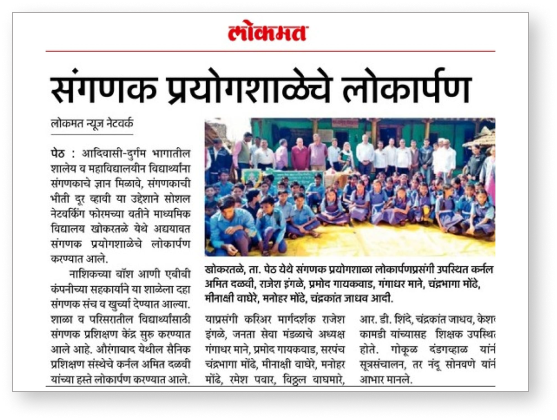 लोकमत
संगणक प्रयोगशाळेचे लोकार्पण
लोकमत न्यूज नेटवर्क
पेठ : आदिवासी-दुर्गम भागातील
शालेय व महाविद्यालयीन विद्यार्थ्यांना
संगणकाचे ज्ञान मिळावे, संगणकाची
भीती दूर व्हावी या उद्देशाने सोशल
नेटवर्किंग फोरमच्या वतीने माध्यमिक
विद्यालय खोकरतळे येथे अद्ययावत
संगणक प्रयोगशाळेचे लोकार्पण
करण्यात आले.
नाशिकच्या बॉश आणी एबीबी
कंपनीच्या सहकार्याने या शाळेला दहा
संगणक संच व खुर्च्या देण्यात आल्या.
शाळा व परिसरातील विद्यार्थ्यांसाठी
संगणक प्रशिक्षण केंद्र सुरू करण्यात
आले आहे. औरंगाबाद येथील सैनिक
प्रशिक्षण संस्थेचे कर्नल अमित दळवी
यांच्या हस्ते लोकार्पण करण्यात आले.
खोकरतळे, ता. पेठ येथे संगणक प्रयोगशाळा लोकार्पणप्रसंगी उपस्थित कर्नल
अमित दळवी, राजेश इंगळे, प्रमोद गायकवाड, गंगाधर माने, चंद्रभागा मोंढे,
मीनाक्षी वाघेरे, मनोहर मोंढे, चंद्रकांत जाधव आदी.
याप्रसंगी करिअर मार्गदर्शक राजेश
इंगळे, जनता सेवा मंडळाचे अध्यक्ष
गंगाधर माने, प्रमोद गायकवाड, सरपंच
चंद्रभागा मोंढे, मीनाक्षी वाघेरे, मनोहर
मोंढे, रमेश पवार, विठ्ठल वाघमारे,
आर. डी. शिंदे, चंद्रकांत जाधव, केशव
कामडी यांच्यासह शिक्षक उपस्थित
होते. गोकूळ दंडगव्हाळ यांनी
सूत्रसंचालन, तर नंदू सोनवणे यांनी
आभार मानले.